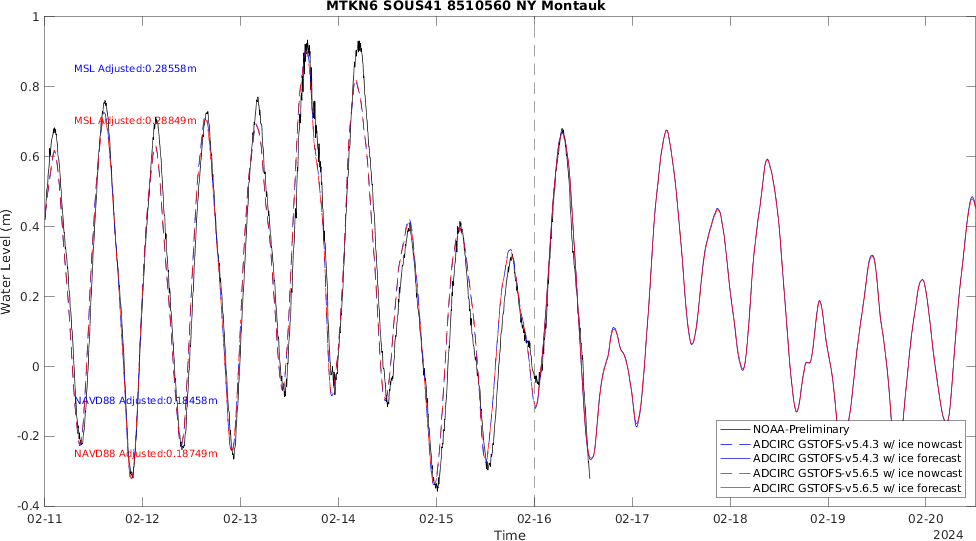 MTKN6 SOUS41 8510560 NY Montauk
1
0.8
0.6
0.4
0.2
0
-0.2
-0.4
Water Level (m)
MSL Adjusted:0.28558m
MSL Adjusted:0.28849m
NAVD88 Adjusted:0.18458m
NAVD88 Adjusted:0.18749m
NOAA-Preliminary
ADCIRC GSTOFS-v5.4.3 w/ ice nowcast
ADCIRC GSTOFS-v5.4.3 w/ ice forecast
ADCIRC GSTOFS-v5.6.5 w/ ice nowcast
ADCIRC GSTOFS-v5.6.5 w/ ice forecast
02-11 02-12 02-13 02-14 02-15 02-16 02-17 02-18 02-19 02-20
Time
2024